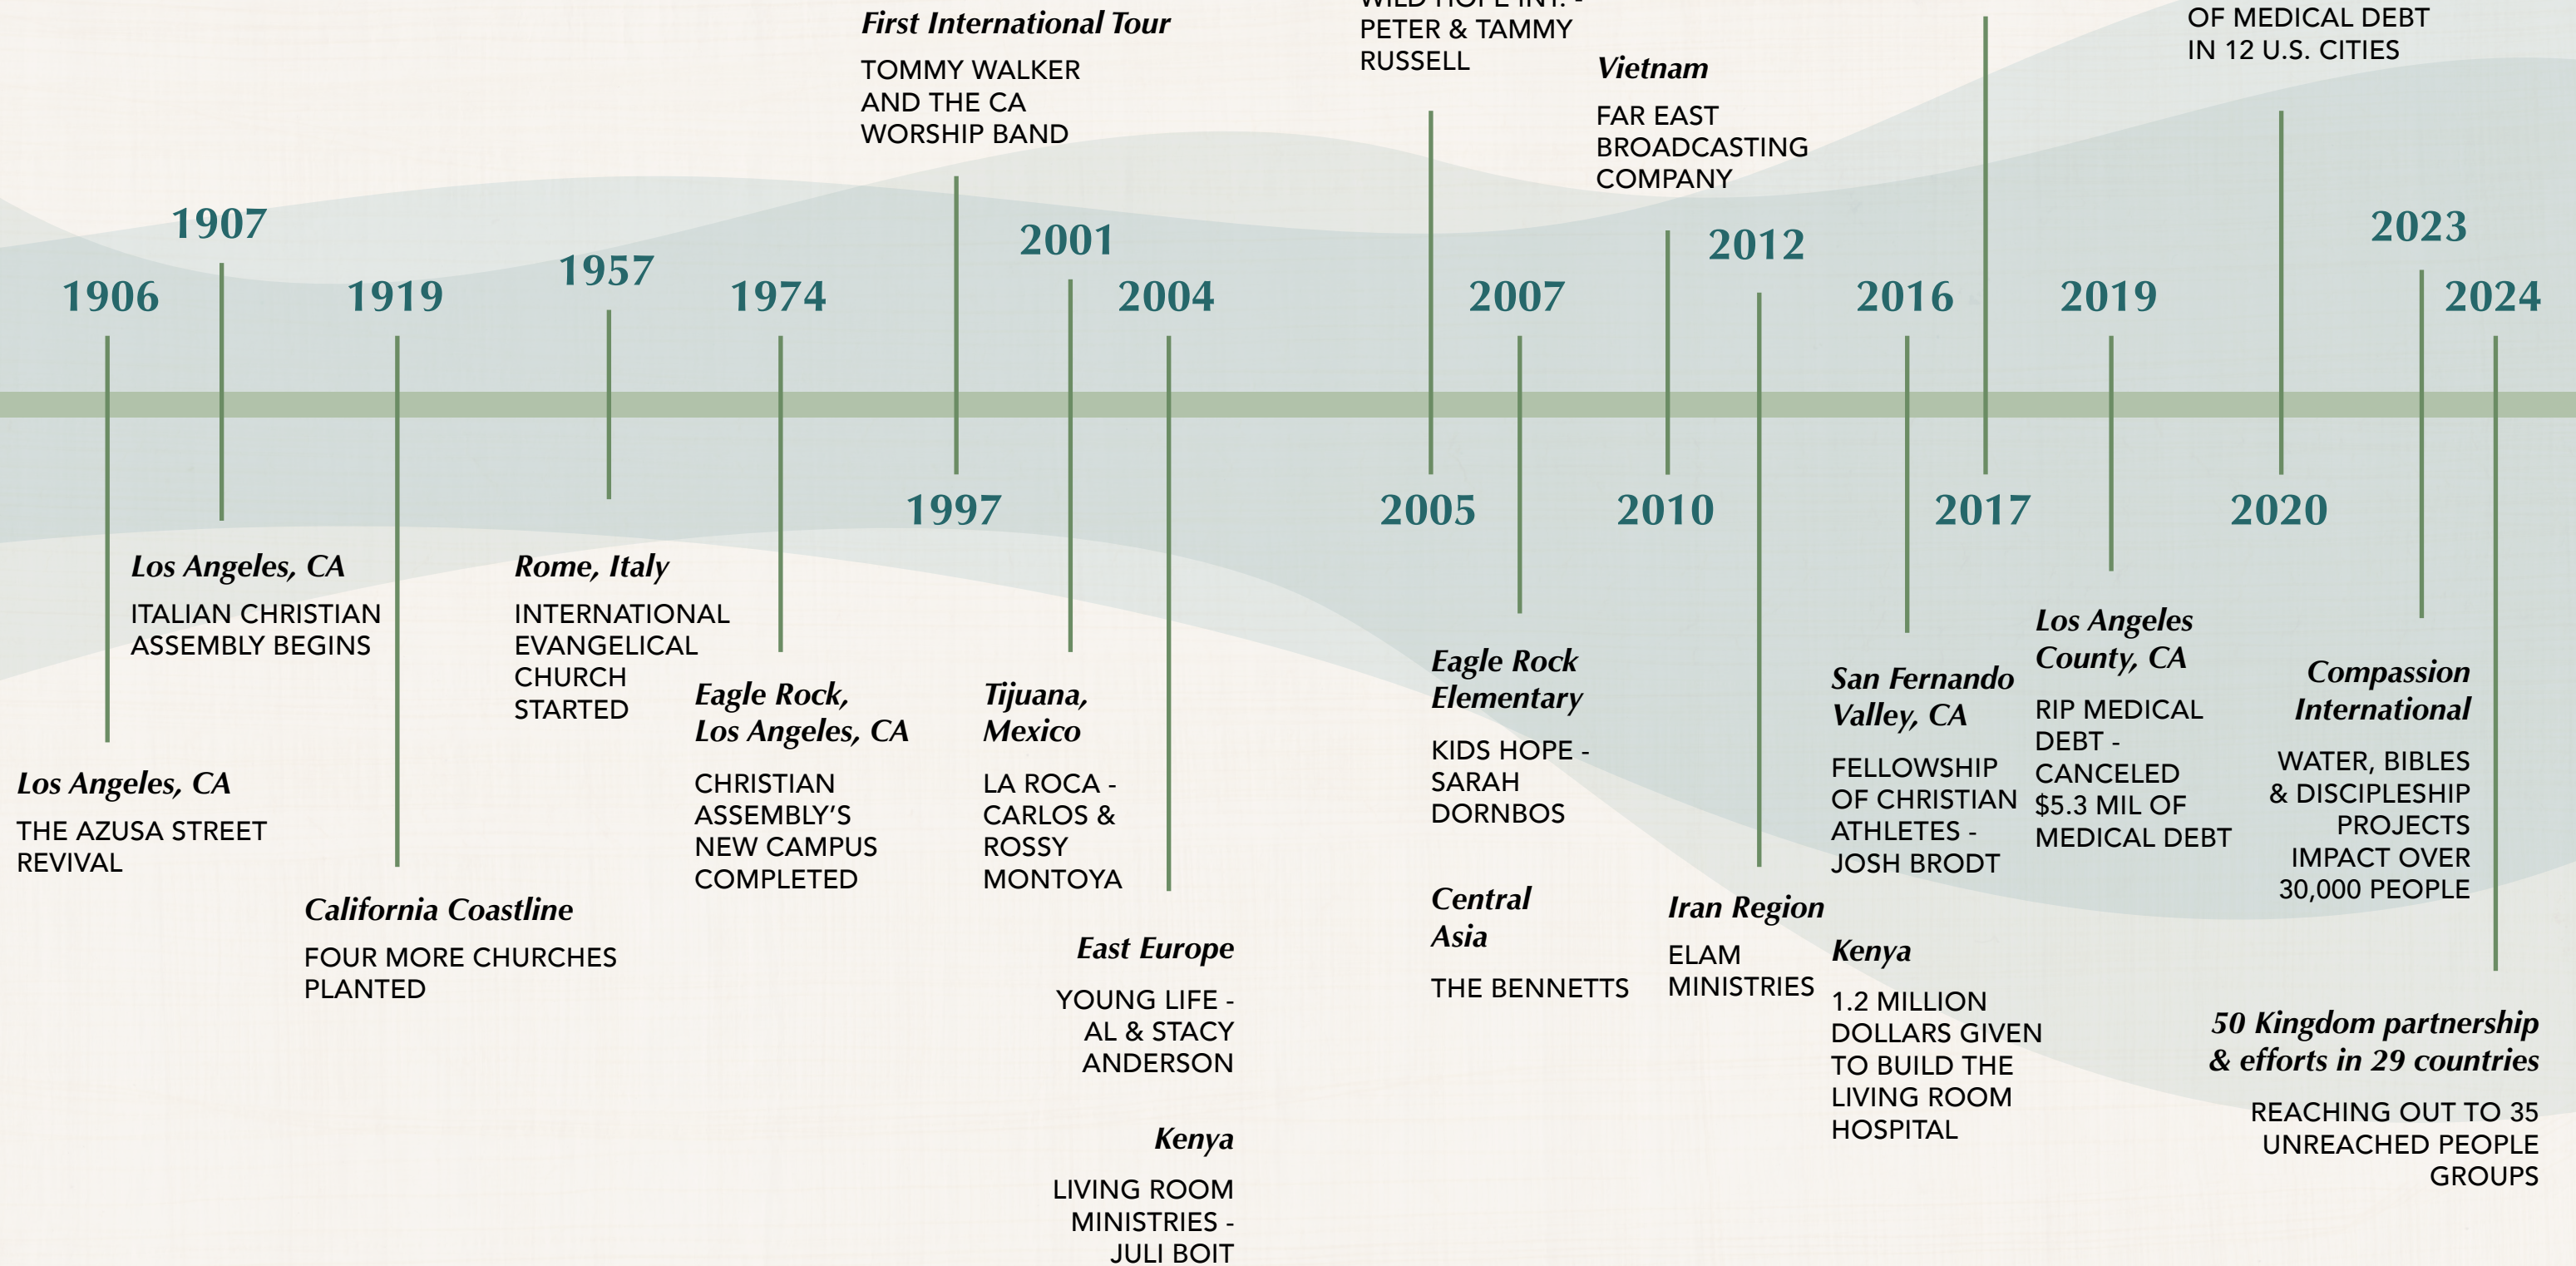 First International Tour
TOMMY WALKER
AND THE CA
WORSHIP BAND
WILD HOPE INT. -
PETER & TAMMY
RUSSELL
Vietnam
FAR EAST
BROADCASTING
COMPANY
OF MEDICAL DEBT
IN 12 U.S. CITIES
1906
1907
1919
1957
1974
2001
2004
2007
2012
2016
2019
2023
2024
1997
2005
2010
2017
2020
Los Angeles, CA
THE AZUSA STREET
REVIVAL
Los Angeles, CA
ITALIAN CHRISTIAN
ASSEMBLY BEGINS
California Coastline
FOUR MORE CHURCHES
PLANTED
Rome, Italy
INTERNATIONAL
EVANGELICAL
CHURCH
STARTED
Eagle Rock,
Los Angeles, CA
CHRISTIAN
ASSEMBLY’S
NEW CAMPUS
COMPLETED
Tijuana,
Mexico
LA ROCA -
CARLOS &
ROSSY
MONTOYA
East Europe
YOUNG LIFE -
AL & STACY
ANDERSON
Kenya
LIVING ROOM
MINISTRIES -
JULI BOIT
Eagle Rock
Elementary
KIDS HOPE -
SARAH
DORNBOS
Central
Asia
THE BENNETTS
Iran Region
ELAM
MINISTRIES
San Fernando
Valley, CA
FELLOWSHIP
OF CHRISTIAN
ATHLETES -
JOSH BRODT
Kenya
1.2 MILLION
DOLLARS GIVEN
TO BUILD THE
LIVING ROOM
HOSPITAL
Los Angeles
County, CA
RIP MEDICAL
DEBT -
CANCELED
$5.3 MIL OF
MEDICAL DEBT
Compassion
International
WATER, BIBLES
& DISCIPLESHIP
PROJECTS
IMPACT OVER
30,000 PEOPLE
50 Kingdom partnership
& efforts in 29 countries
REACHING OUT TO 35
UNREACHED PEOPLE
GROUPS